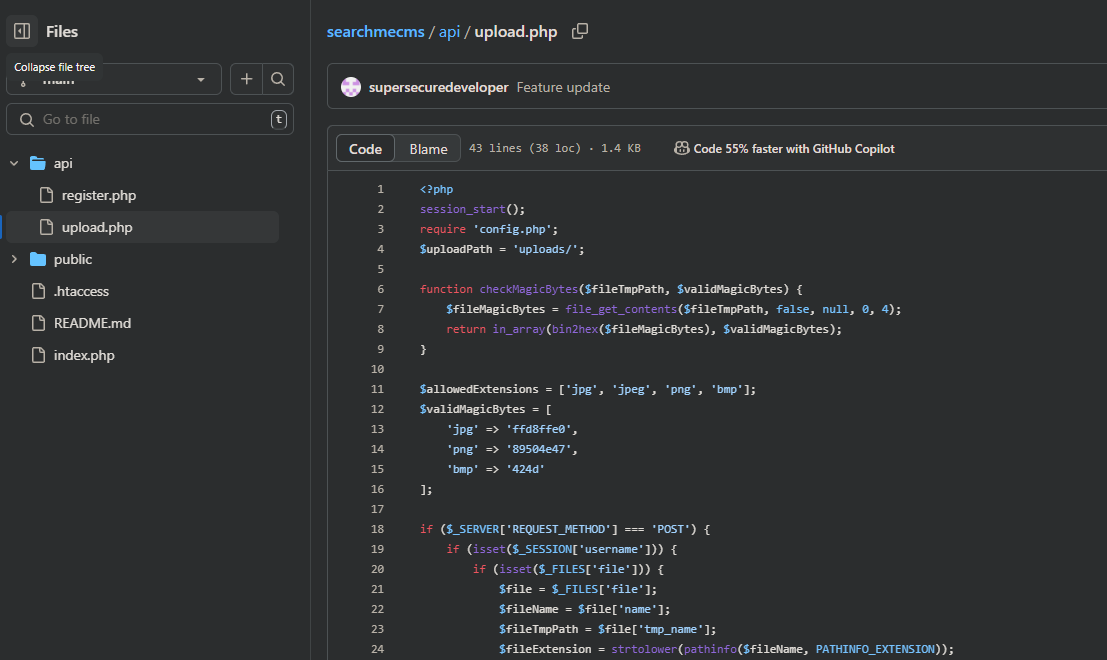 Files
Collapse file tree
main
Go to file
t
api
register.php
upload.php
public
.htaccess
README.md
index.php
searchmecms / api / upload.php
supersecuredeveloper Feature update
Code Blame 43 lines (38 loc) · 1.4 KB Code 55% faster with GitHub Copilot
1 <?php
2 session_start();
3 require 'config.php';
4 $uploadPath = 'uploads/';
5
6 function checkMagicBytes($fileTmpPath, $validMagicBytes) {
7     $fileMagicBytes = file_get_contents($fileTmpPath, false, null, 0, 4);
8     return in_array(bin2hex($fileMagicBytes), $validMagicBytes);
9 }
10
11 $allowedExtensions = ['jpg', 'jpeg', 'png', 'bmp'];
12 $validMagicBytes = [
13     'jpg' => 'ffd8ffe0',
14     'png' => '89504e47',
15     'bmp' => '424d'
16 ];
17
18 if ($_SERVER['REQUEST_METHOD'] === 'POST') {
19     if (isset($_SESSION['username'])) {
20         if (isset($_FILES['file'])) {
21             $file = $_FILES['file'];
22             $fileName = $file['name'];
23             $fileTmpPath = $file['tmp_name'];
24             $fileExtension = strtolower(pathinfo($fileName, PATHINFO_EXTENSION));